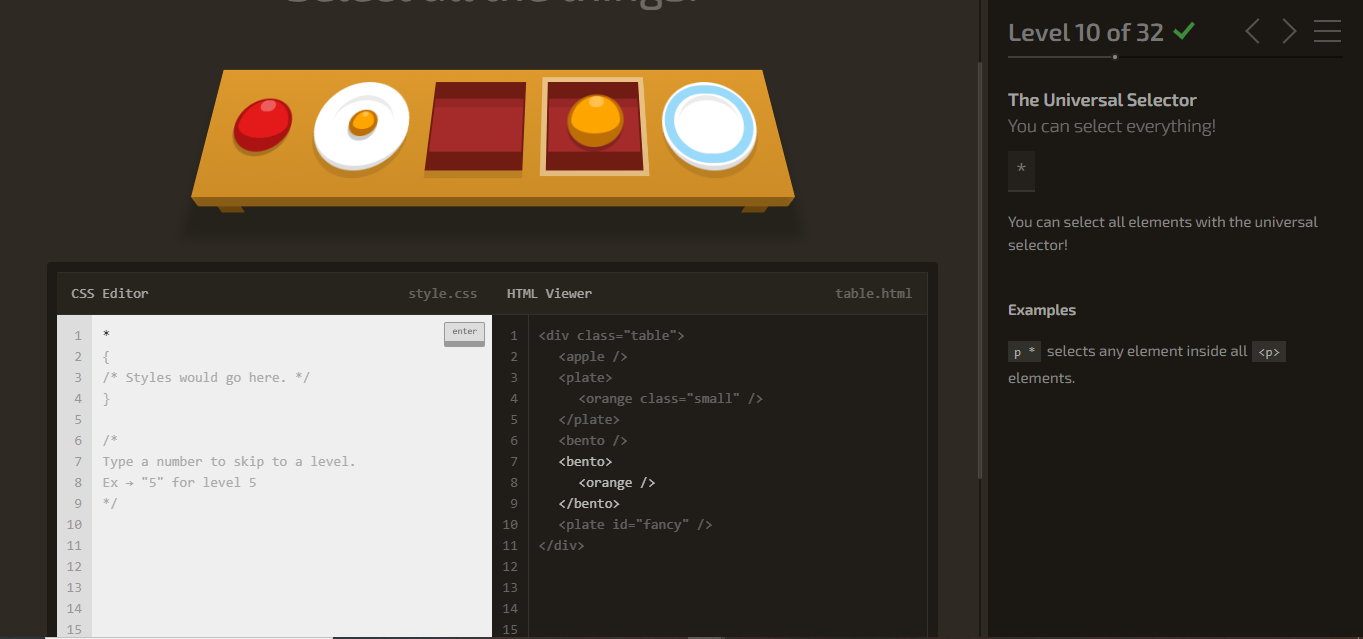 Select all the things!
CSS Editor
style.css
1 *
2 {
3 /* Styles would go here. */
4 }
5
6 /*
7 Type a number to skip to a level.
8 Ex → "5" for level 5
9 */
10
11
12
13
14
15
enter
HTML Viewer
table.html
1 <div class="table">
2 <apple />
3 <plate>
4 <orange class="small" />
5 </plate>
6 <bento />
7 <bento>
8 <orange />
9 </bento>
10 <plate id="fancy" />
11 </div>
12
13
14
15
Level 10 of 32
The Universal Selector
You can select everything!
*
You can select all elements with the universal
selector!
Examples
p * selects any element inside all <p>
elements.